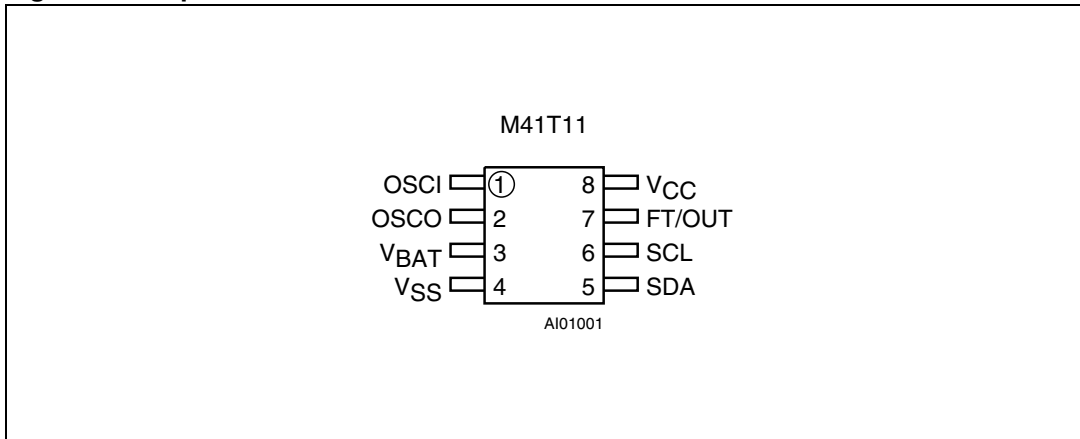 M41T11
OSCI 1 8 VCC
OSCO 2 7 FT/OUT
VBAT 3 6 SCL
VSS 4 5 SDA
AI01001